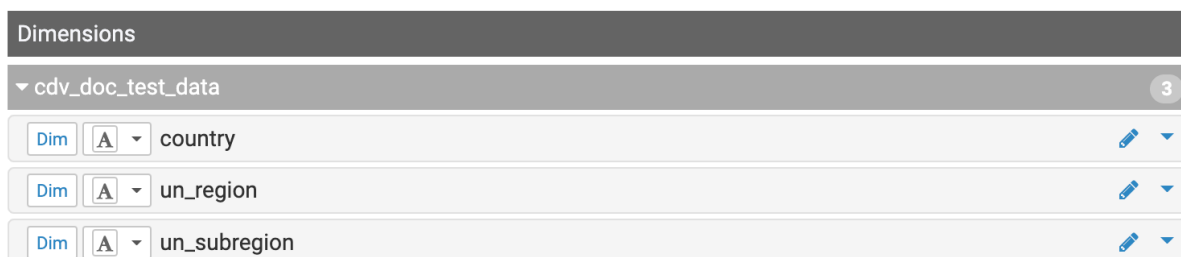 Dimensions
cdv_doc_test_data 3
Dim A country
Dim A un_region
Dim A un_subregion